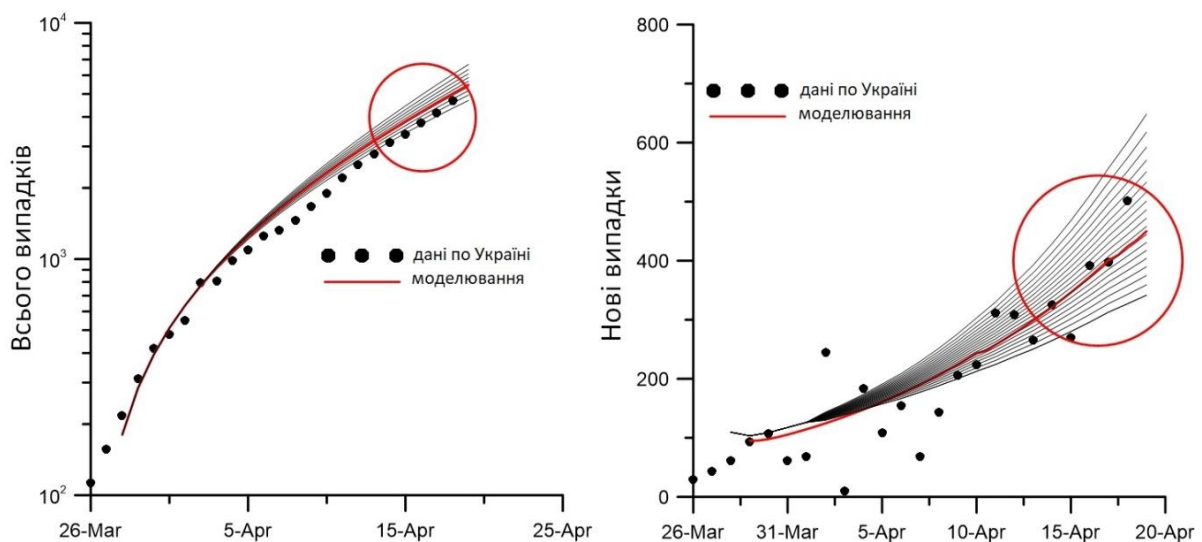 10⁴
10³
10²
Всього випадків
дані по Україні
моделювання
26-Mar 5-Apr 15-Apr 25-Apr
800
600
400
200
0
Нові випадки
дані по Україні
моделювання
26-Mar 31-Mar 5-Apr 10-Apr 15-Apr 20-Apr